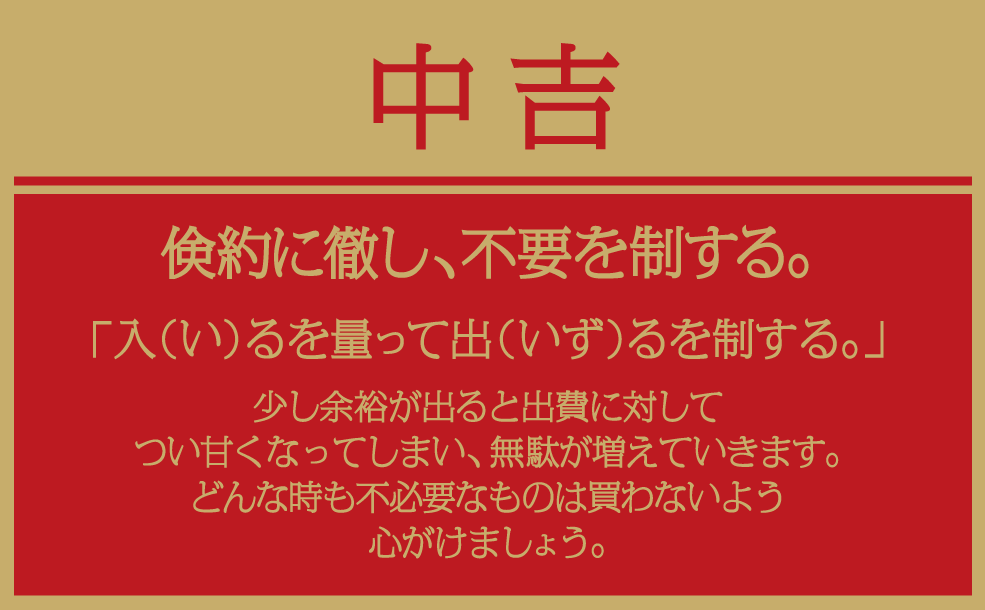 中吉
倹約に徹し、不要を制する。
「入(い)るを量って出(いず)るを制する。」
少し余裕が出ると出費に対して
つい甘くなってしまい、無駄が増えていきます。
どんな時も不必要なものは買わないよう
心がけましょう。